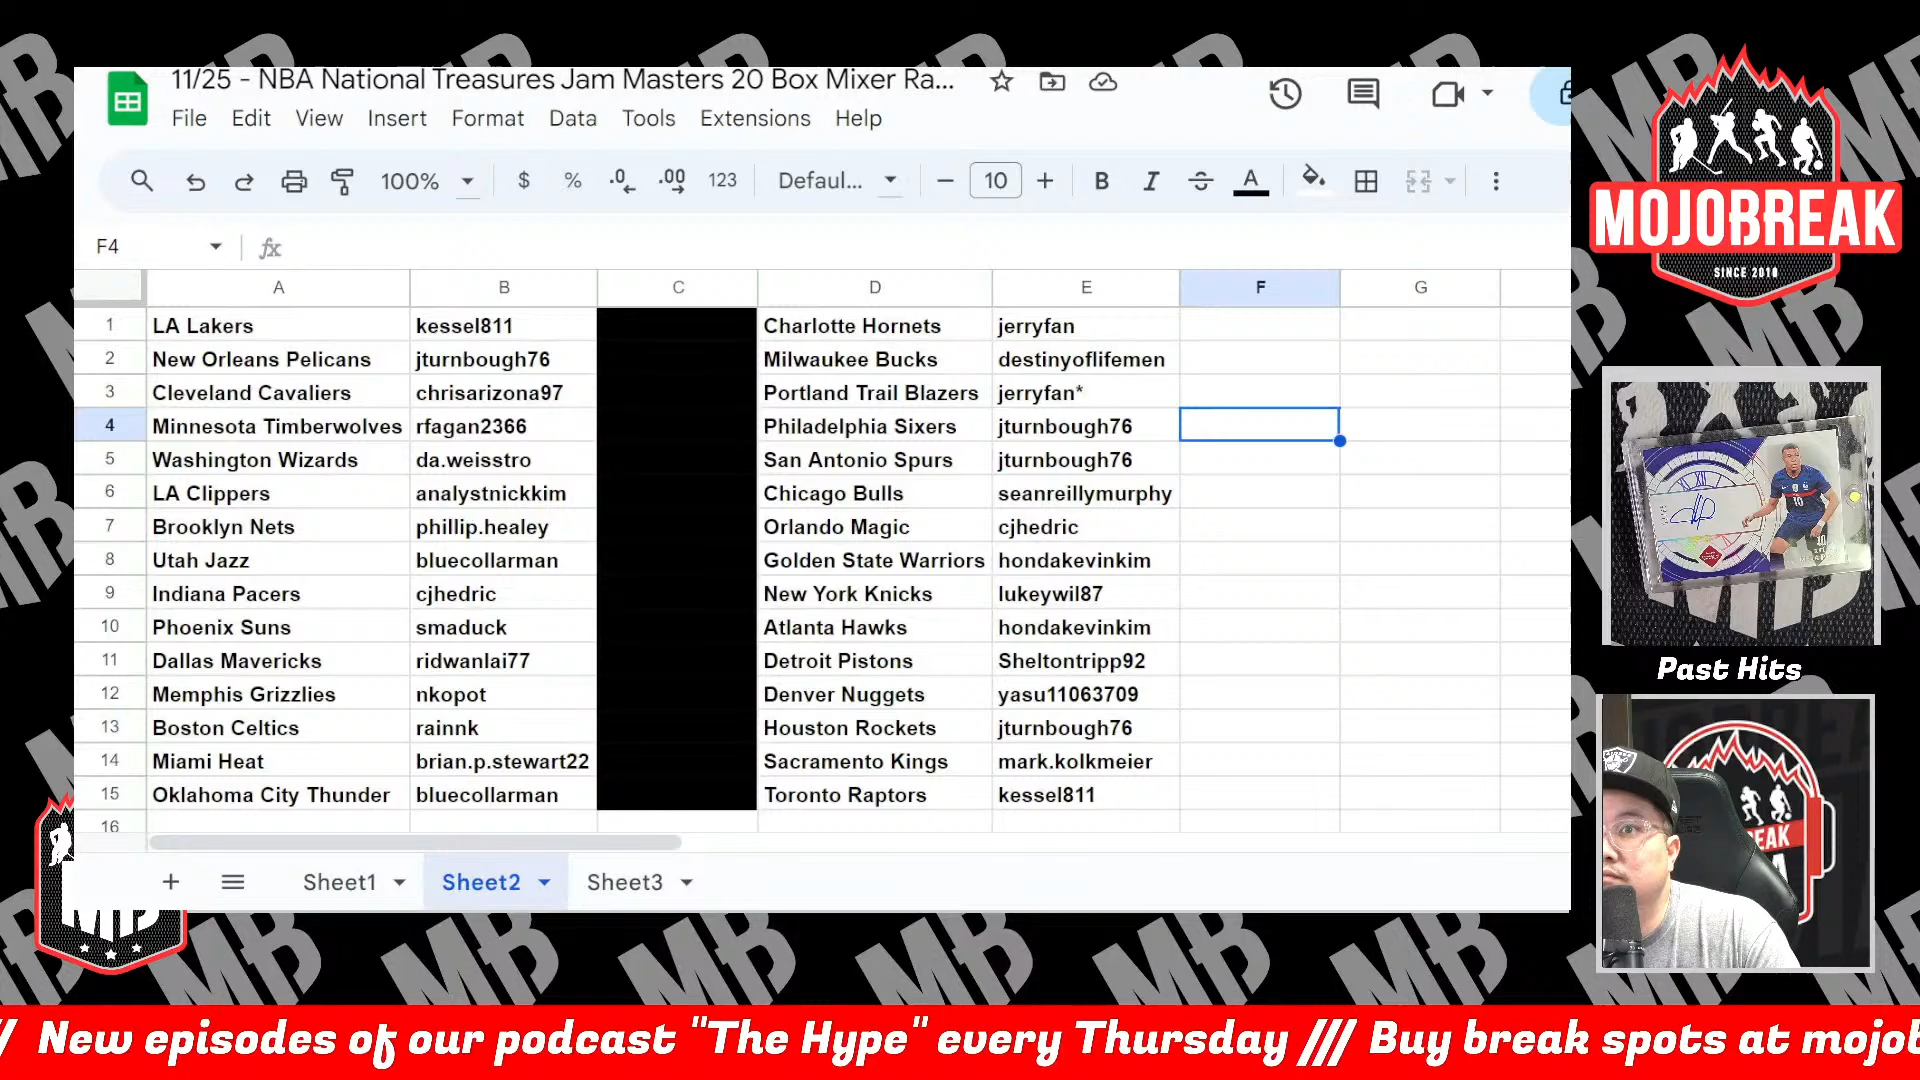 11/25 - NBA National Treasures Jam Masters 20 Box Mixer Ra...
File Edit View Insert Format Data Tools Extensions Help
100% $ % .0 .00 123 Defaul... 10 B I A
F4 fx
A B C D E F G
1 LA Lakers kessel811 Charlotte Hornets jerryfan
2 New Orleans Pelicans jturnbough76 Milwaukee Bucks destinyoflifemen
3 Cleveland Cavaliers chrisarizona97 Portland Trail Blazers jerryfan*
4 Minnesota Timberwolves rfagan2366 Philadelphia Sixers jturnbough76
5 Washington Wizards da.weisstro San Antonio Spurs jturnbough76
6 LA Clippers analystnickkim Chicago Bulls seanreillymurphy
7 Brooklyn Nets phillip.healey Orlando Magic cjhedric
8 Utah Jazz bluecollarman Golden State Warriors hondakevinkim
9 Indiana Pacers cjhedric New York Knicks lukeywil87
10 Phoenix Suns smaduck Atlanta Hawks hondakevinkim
11 Dallas Mavericks ridwanlai77 Detroit Pistons Sheltontripp92
12 Memphis Grizzlies nkopot Denver Nuggets yasu11063709
13 Boston Celtics rainnk Houston Rockets jturnbough76
14 Miami Heat brian.p.stewart22 Sacramento Kings mark.kolkmeier
15 Oklahoma City Thunder bluecollarman Toronto Raptors kessel811
16
Sheet1 Sheet2 Sheet3
MOJOBREAK
SINCE 2010
Past Hits
// New episodes of our podcast "The Hype" every Thursday /// Buy break spots at mojob